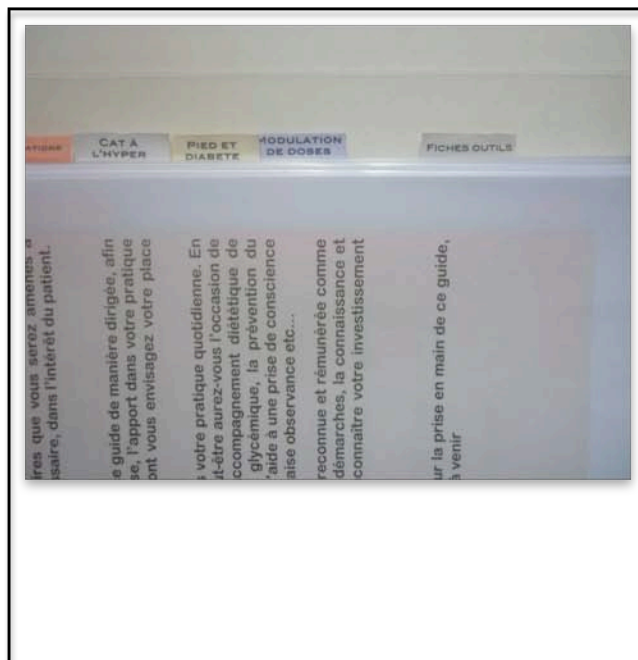 CAT À
L'HYPER
PIED ET
DIABETE
MODULATION
DE DOSES
FICHES OUTILS
ires que vous serez amenés à
ssaire, dans l'intérêt du patient.
e guide de manière dirigée, afin
se, l'apport dans votre pratique
ont vous envisagez votre place
s votre pratique quotidienne. En
ut-être aurez-vous l'occasion de
ccompagnement diététique de
glycémique, la prévention du
'aide à une prise de conscience
aise observance etc...
reconnue et rémunérée comme
démarches, la connaissance et
connaître votre investissement
ur la prise en main de ce guide,
à venir